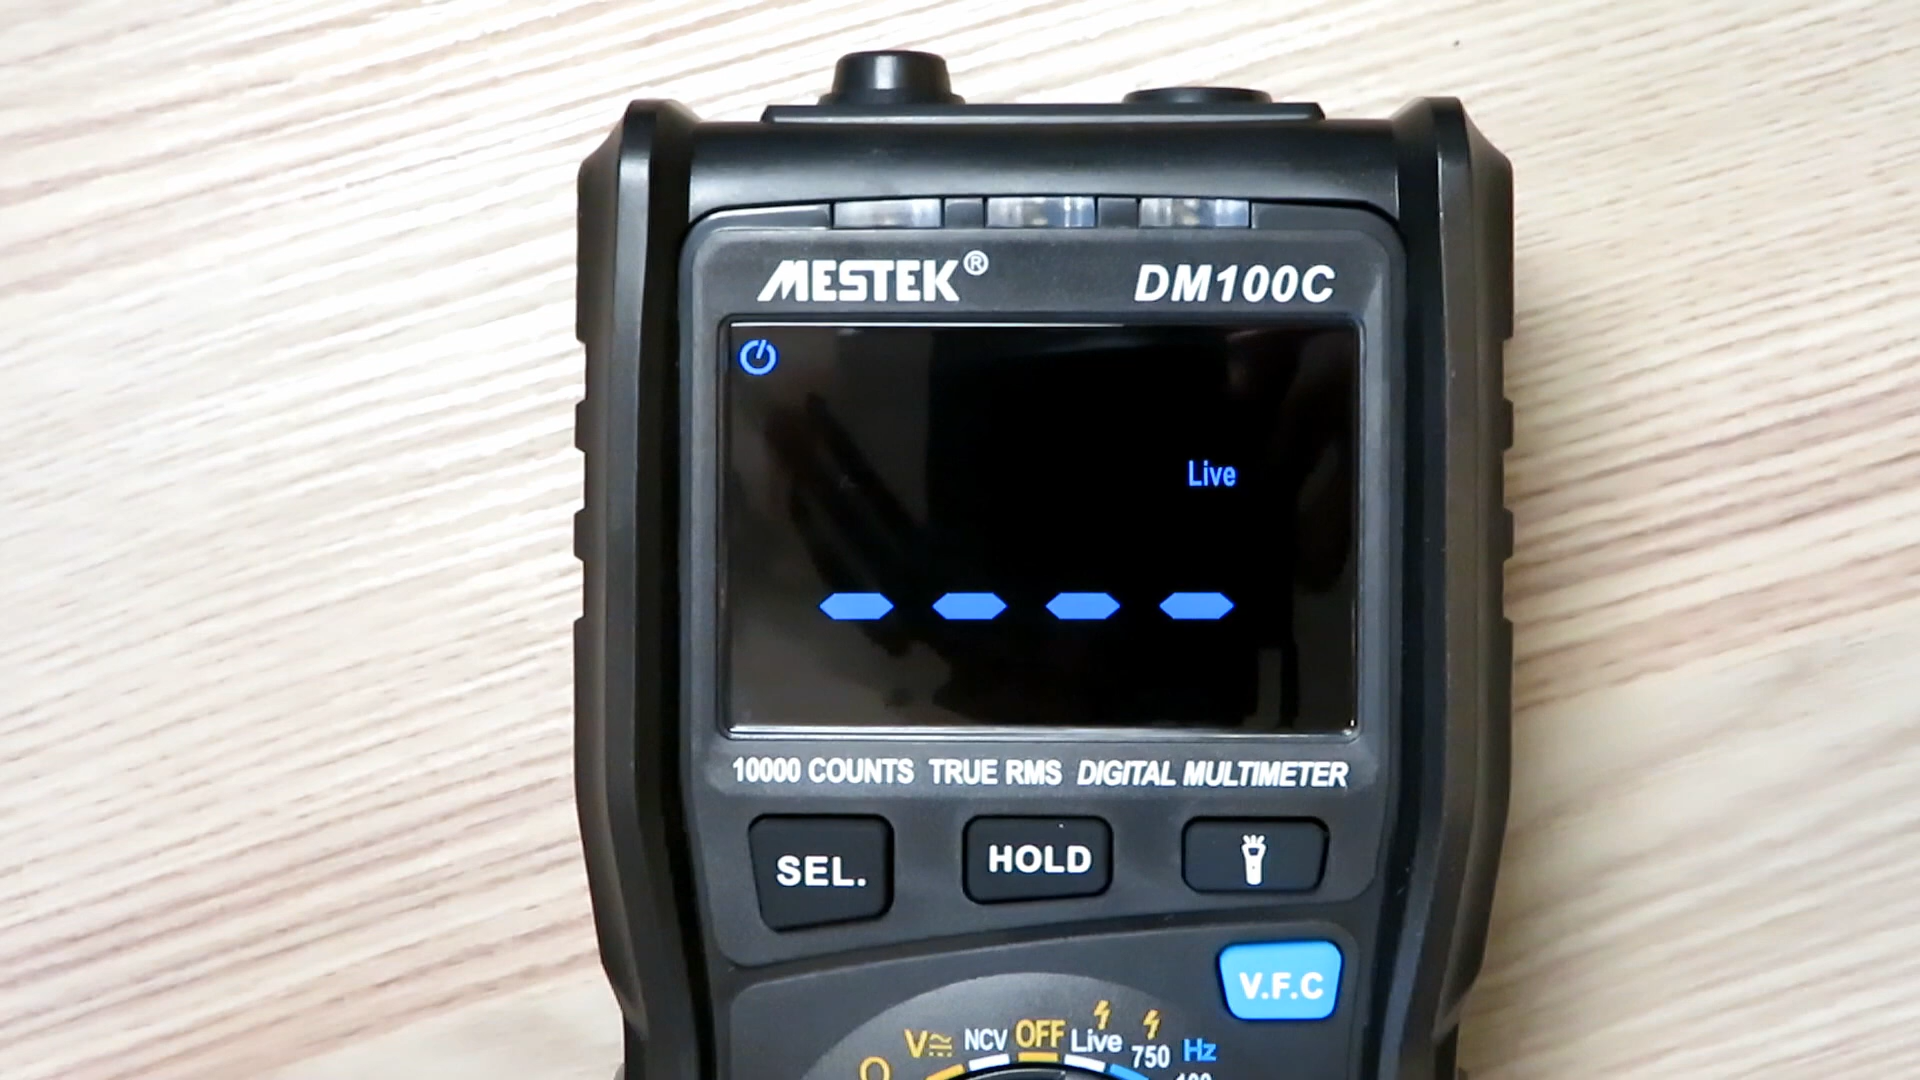 MESTEK®
DM100C
Live
----
10000 COUNTS TRUE RMS DIGITAL MULTIMETER
SEL.
HOLD
V.F.C
V NCV OFF Live 750 Hz